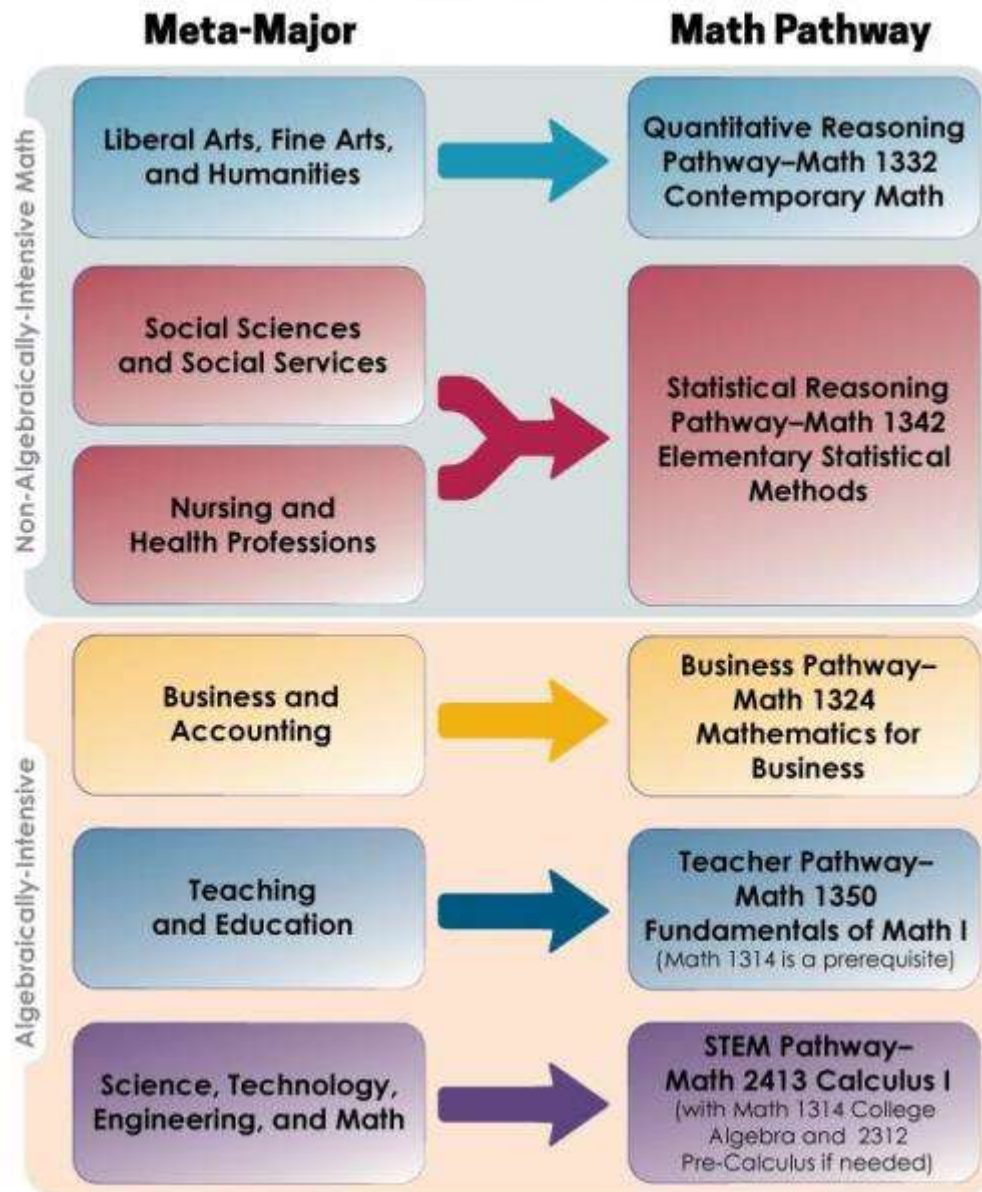 Meta-Major
Math Pathway
Non-Algebraically-Intensive Math
Liberal Arts, Fine Arts,
and Humanities
Quantitative Reasoning
Pathway–Math 1332
Contemporary Math
Social Sciences
and Social Services
Nursing and
Health Professions
Statistical Reasoning
Pathway–Math 1342
Elementary Statistical
Methods
Algebraically-Intensive
Business and
Accounting
Business Pathway–
Math 1324
Mathematics for
Business
Teaching
and Education
Teacher Pathway–
Math 1350
Fundamentals of Math I
(Math 1314 is a prerequisite)
Science, Technology,
Engineering, and Math
STEM Pathway–
Math 2413 Calculus I
(with Math 1314 College
Algebra and 2312
Pre-Calculus if needed)